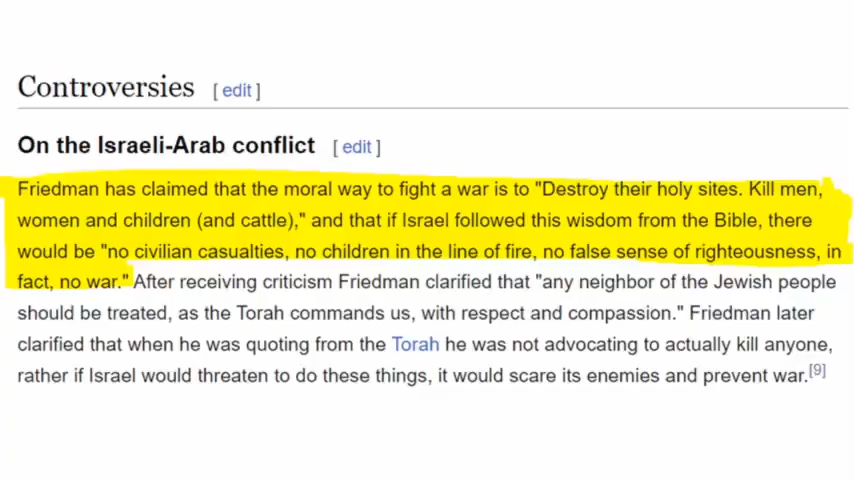 Controversies [ edit ]
On the Israeli-Arab conflict [ edit ]
Friedman has claimed that the moral way to fight a war is to "Destroy their holy sites. Kill men,
women and children (and cattle)," and that if Israel followed this wisdom from the Bible, there
would be "no civilian casualties, no children in the line of fire, no false sense of righteousness, in
fact, no war." After receiving criticism Friedman clarified that "any neighbor of the Jewish people
should be treated, as the Torah commands us, with respect and compassion." Friedman later
clarified that when he was quoting from the Torah he was not advocating to actually kill anyone,
rather if Israel would threaten to do these things, it would scare its enemies and prevent war.[9]